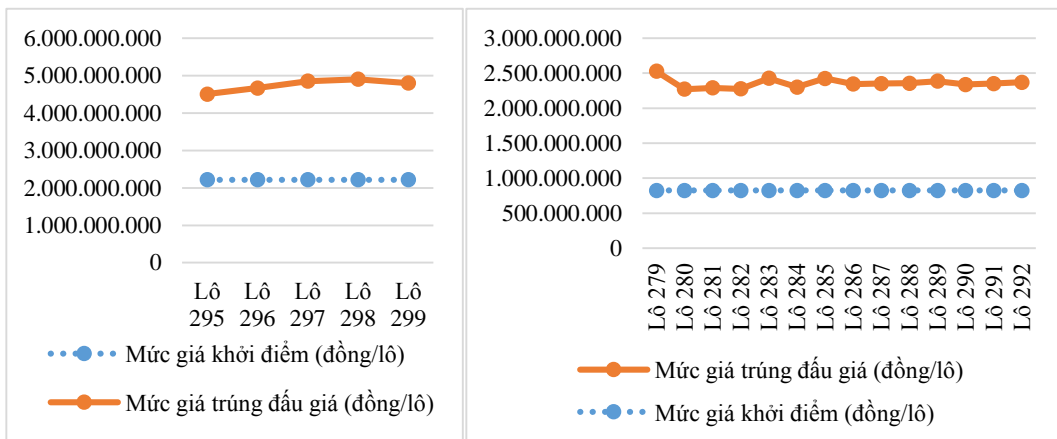 6.000.000.000
5.000.000.000
4.000.000.000
3.000.000.000
2.000.000.000
1.000.000.000
0
Lô 295
Lô 296
Lô 297
Lô 298
Lô 299
Mức giá khởi điểm (đồng/lô)
Mức giá trúng đấu giá (đồng/lô)
3.000.000.000
2.500.000.000
2.000.000.000
1.500.000.000
1.000.000.000
500.000.000
0
Lô 279
Lô 280
Lô 281
Lô 282
Lô 283
Lô 284
Lô 285
Lô 286
Lô 287
Lô 288
Lô 289
Lô 290
Lô 291
Lô 292
Mức giá trúng đấu giá (đồng/lô)
Mức giá khởi điểm (đồng/lô)